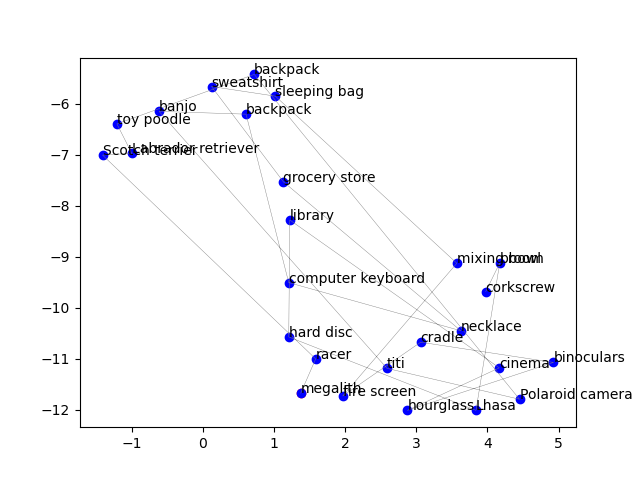 backpack
sweatshirt
sleeping bag
banjo
backpack
toy poodle
Scotch terrier
Labrador retriever
grocery store
library
mixing bowl
broom
computer keyboard
corkscrew
necklace
hard disc
cradle
racer
titi
cinema
binoculars
megalith
fire screen
Polaroid camera
hourglass
Lhasa
−6
−7
−8
−9
−10
−11
−12
−1
0
1
2
3
4
5